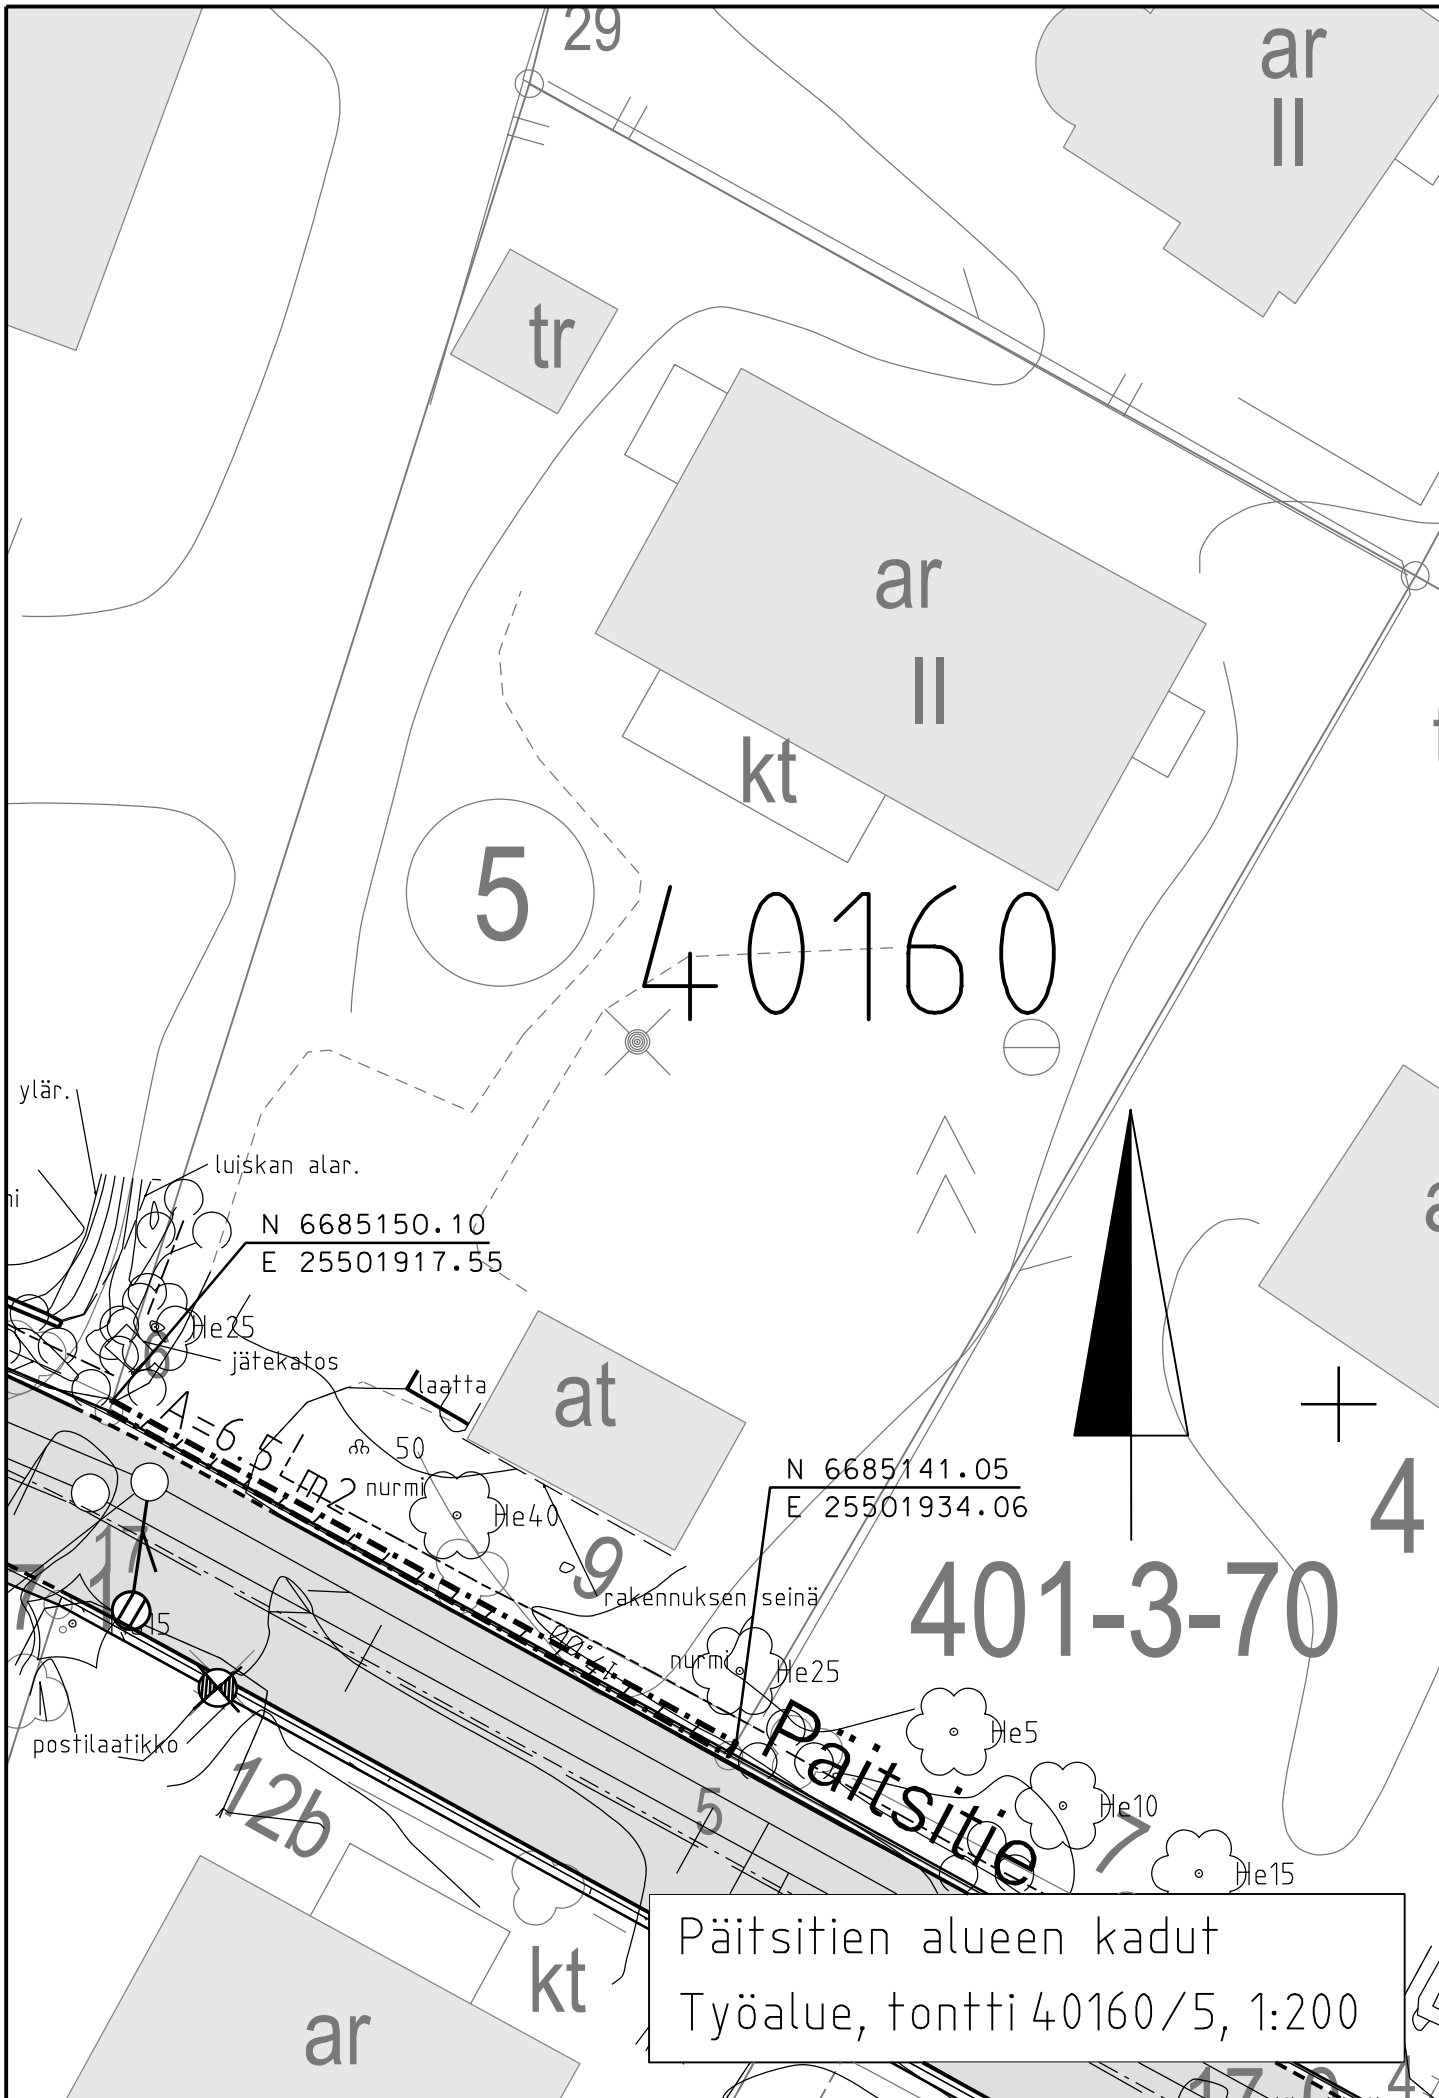 29
ar
II
tr
ar
II
kt
5
40160
ylär.
luiskan alar.
N 6685150.10
E 25501917.55
He25
6
jätekatos
laatta
at
A=6.5 m2
50
nurmi
He40
N 6685141.05
E 25501934.06
4
17
9
rakennuksen seinä
401-3-70
nurmi
He25
He5
postilaatikko
Päitsitie
12b
5
He10
7
He15
kt
ar
Päitsitien alueen kadut
Työalue, tontti 40160/5, 1:200